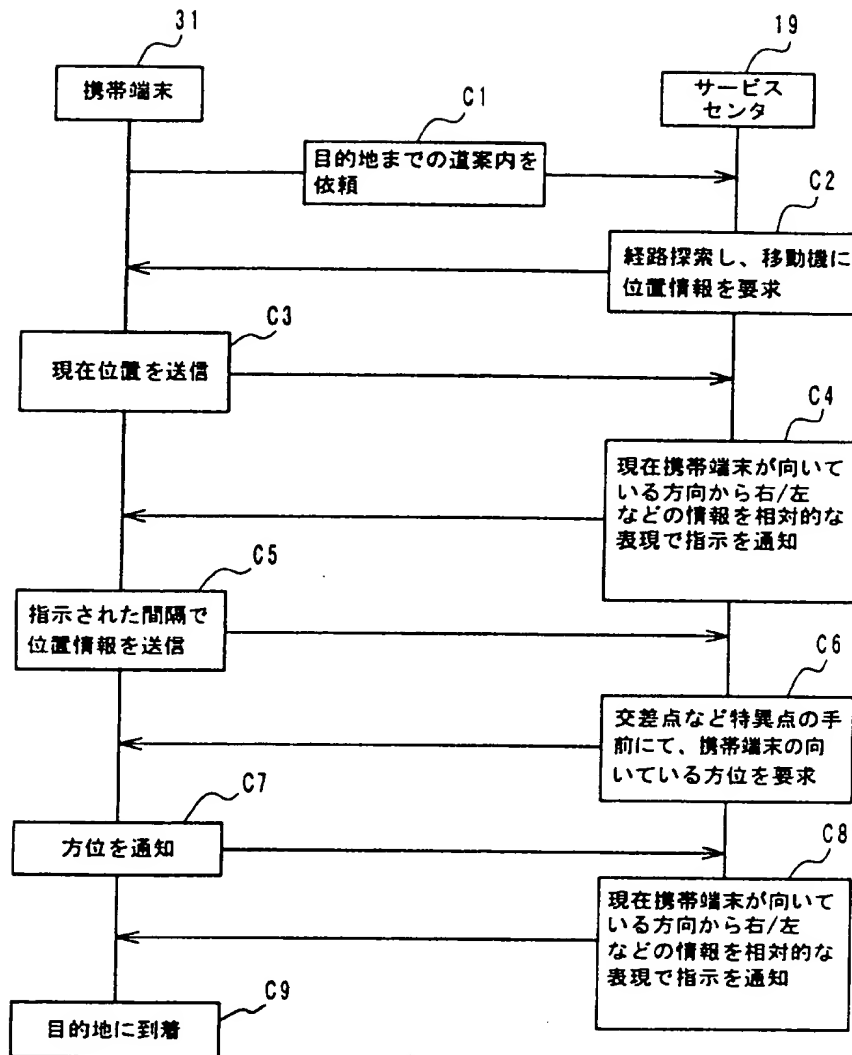 31
携帯端末
19
サービス
センタ
C1
目的地までの道案内を
依頼
C2
経路探索し、移動機に
位置情報を要求
C3
現在位置を送信
C4
現在携帯端末が向いて
いる方向から右/左
などの情報を相対的な
表現で指示を通知
C5
指示された間隔で
位置情報を送信
C6
交差点など特異点の手
前にて、携帯端末の向
いている方位を要求
C7
方位を通知
C8
現在携帯端末が向いて
いる方向から右/左
などの情報を相対的な
表現で指示を通知
C9
目的地に到着